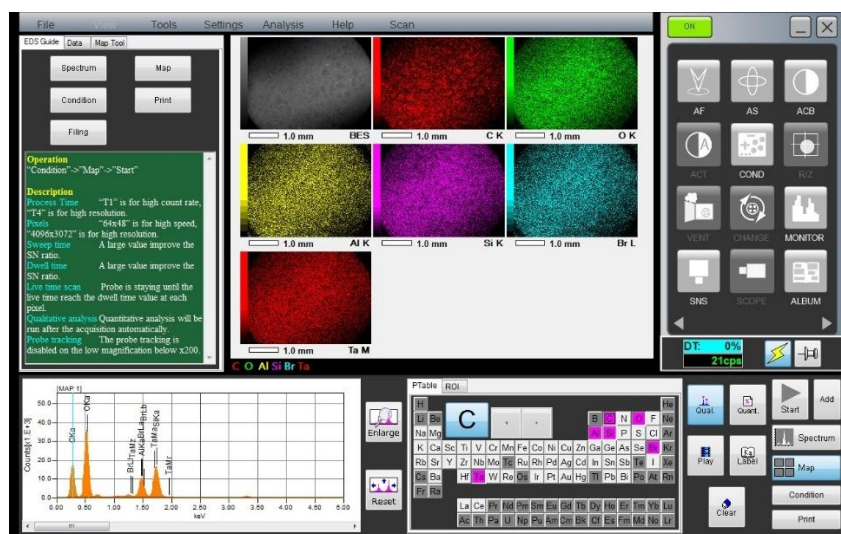 File View Tools Settings Analysis Help Scan
EDS Guide Data Map Tool
Spectrum Map
Condition Print
Filing
Operation
"Condition"->"Map"->"Start"
Description
Process Time "T1" is for high count rate,
"T4" is for high resolution.
Pixels "64x48" is for high speed,
"4096x3072" is for high resolution.
Sweep time A large value improve the
SN ratio.
Dwell time A large value improve the
SN ratio.
Live time scan Probe is staying until the
live time reach the dwell time value at each
pixel.
Qualitative analysis Quantitative analysis will be
run after the acquisition automatically.
Probe tracking The probe tracking is
disabled on the low magnification below x200.
1.0 mm BES
1.0 mm C K
1.0 mm O K
1.0 mm Al K
1.0 mm Si K
1.0 mm Br L
1.0 mm Ta M
C O Al Si Br Ta
ON
AF AS ACB
ACT COND R/Z
VENT CHANGE MONITOR
SNS SCOPE ALBUM
DT: 0%
21cps
[MAP 1]
Counts[x1.E+3]
50.0
40.0
30.0
20.0
10.0
0.0
CKa
OKa
BrLl
TaMz
AlKa
BrLa
BrLb
TaMa
SiKa
TaMr
0.00 0.50 1.00 1.50 2.00 2.50 3.00 3.50 4.00 4.50 5.00
keV
Enlarge
Reset
PTable ROI
H He
Li Be C B C N O F Ne
Na Mg Al Si P S Cl Ar
K Ca Sc Ti V Cr Mn Fe Co Ni Cu Zn Ga Ge As Se Br Kr
Rb Sr Y Zr Nb Mo Tc Ru Rh Pd Ag Cd In Sn Sb Te I Xe
Cs Ba Hf Ta W Re Os Ir Pt Au Hg Tl Pb Bi Po At Rn
Fr Ra
La Ce Pr Nd Pm Sm Eu Gd Tb Dy Ho Er Tm Yb Lu
Ac Th Pa U Np Pu Am Cm Bk Cf Es Fm Md No Lr
Qual. Quant. Start Add
Spectrum
Play Label Map
Condition
Clear Print